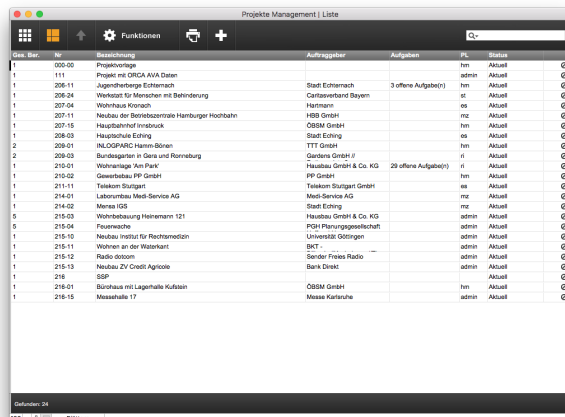 Projekte Management | Liste
Funktionen
Ges. Ber. Nr. Bezeichnung Auftraggeber Aufgaben PL Status
1 000-00 Projektvorlage hm Aktuell
1 111 Projekt mit ORCA AVA Daten admin Aktuell
1 206-11 Jugendherberge Echternach Stadt Echternach 3 offene Aufgabe(n) hm Aktuell
1 206-24 Werkstatt für Menschen mit Behinderung Caritasverband Bayern st Aktuell
1 207-04 Wohnhaus Kronach Hartmann es Aktuell
1 207-11 Neubau der Betriebszentrale Hamburger Hochbahn HBB GmbH mz Aktuell
1 207-15 Hauptbahnhof Innsbruck ÖBSM GmbH hm Aktuell
1 208-03 Hauptschule Eching Stadt Eching es Aktuell
2 209-01 INLOGPARC Hamm-Bönen TTT GmbH hm Aktuell
2 209-03 Bundesgarten in Gera und Ronneburg Gardens GmbH // ri Aktuell
1 210-01 Wohnanlage 'Am Park' Hausbau GmbH & Co. KG 29 offene Aufgabe(n) ri Aktuell
1 210-02 Gewerbebau PP GmbH PP GmbH hm Aktuell
1 211-11 Telekom Stuttgart Telekom Stuttgart GmbH es Aktuell
1 214-01 Laborumbau Medi-Service AG Medi-Service AG mz Aktuell
1 214-02 Mensa IGS Stadt Eching mz Aktuell
5 215-03 Wohnbebauung Heinemann 121 Hausbau GmbH & Co. KG admin Aktuell
5 215-04 Feuerwache PGH Planungsgesellschaft admin Aktuell
1 215-10 Neubau Institut für Rechtsmedizin Universität Göttingen admin Aktuell
1 215-11 Wohnen an der Waterkant BKT - admin Aktuell
1 215-12 Radio dotcom Sender Freies Radio admin Aktuell
1 215-13 Neubau ZV Credit Agricole Bank Direkt admin Aktuell
1 216 SSP Aktuell
1 216-01 Bürohaus mit Lagerhalle Kufstein ÖBSM GmbH hm Aktuell
1 216-15 Messehalle 17 Messe Karlsruhe admin Aktuell
Gefunden: 24